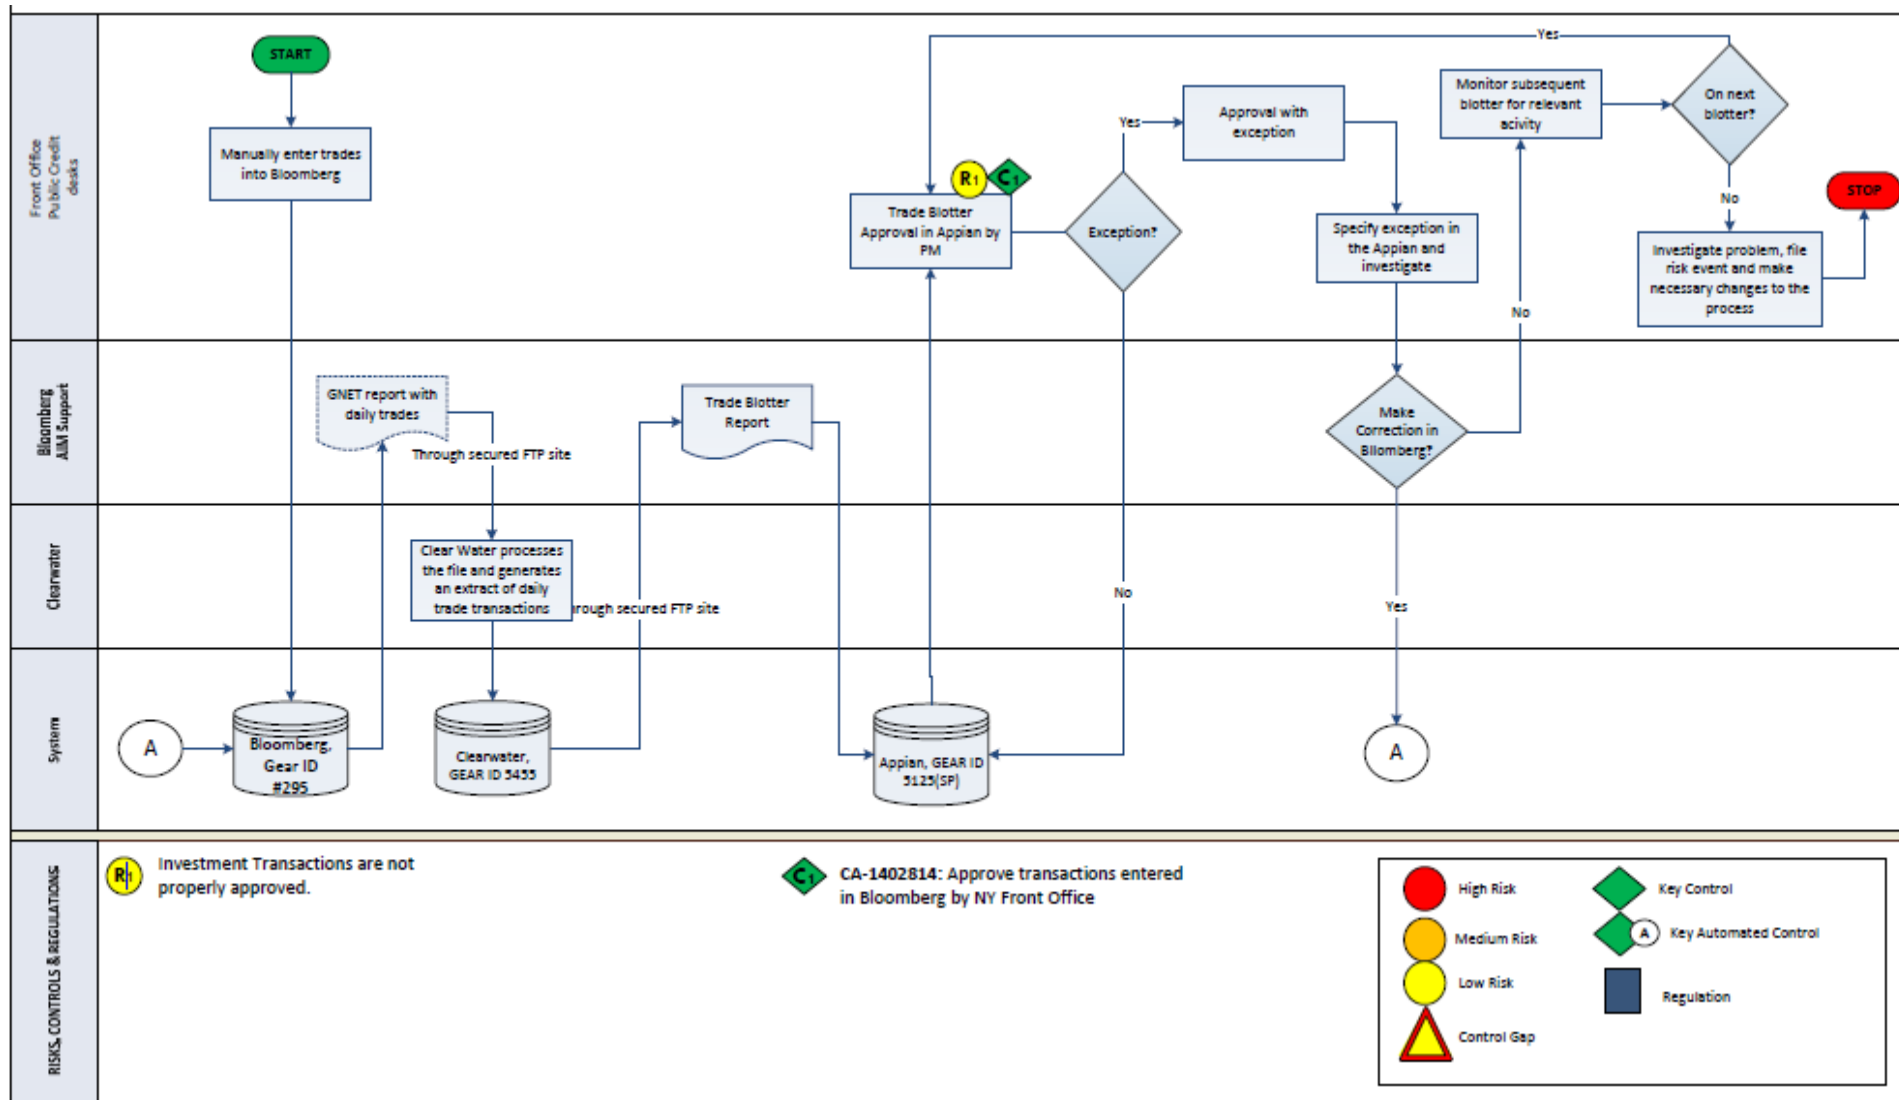 Front Office
Public Credit
desks
START
Manually enter trades
into Bloomberg
R1
C1
Trade Blotter
Approval in Appian by
PM
Exception?
Yes
Approval with
exception
Specify exception in
the Appian and
investigate
Monitor subsequent
blotter for relevant
acivity
Yes
On next
blotter?
No
No
STOP
Investigate problem, file
risk event and make
necessary changes to the
process
Bloomberg
AIM Support
GNET report with
daily trades
Through secured FTP site
Trade Blotter
Report
Make
Correction in
Bllomberg?
Clearwater
Clear Water processes
the file and generates
an extract of daily
trade transactions
hrough secured FTP site
No
Yes
System
A
Bloomberg,
Gear ID
#295
Clearwater,
GEAR ID 5455
Appian, GEAR ID
5125(SP)
A
RISKS, CONTROLS & REGULATIONS
R1
Investment Transactions are not
properly approved.
C1
CA-1402814: Approve transactions entered
in Bloomberg by NY Front Office
High Risk
Key Control
Medium Risk
A
Key Automated Control
Low Risk
Regulation
Control Gap